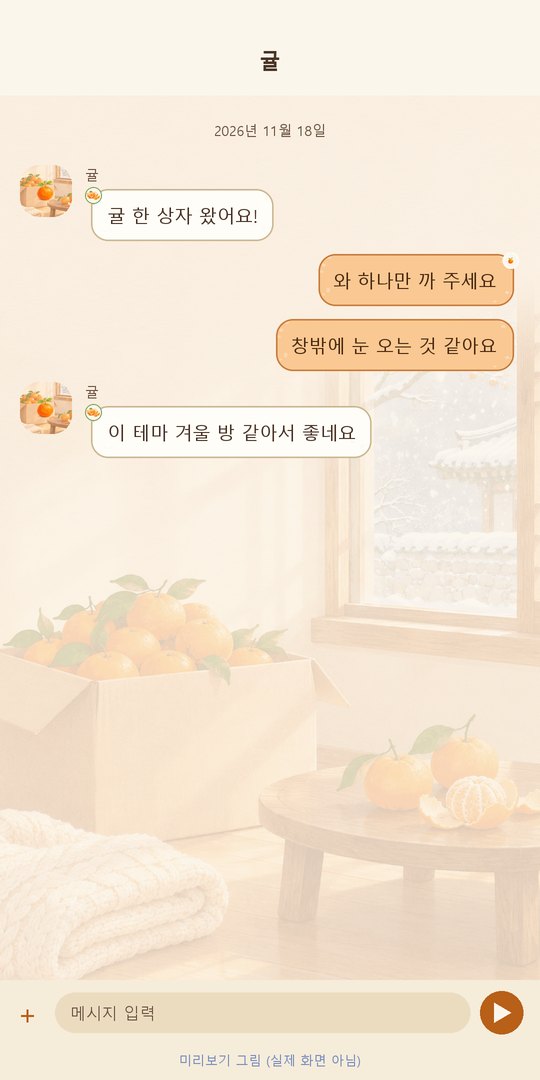 귤
2026년 11월 18일
귤
귤 한 상자 왔어요!
와 하나만 까 주세요
창밖에 눈 오는 것 같아요
귤
이 테마 겨울 방 같아서 좋네요
메시지 입력
미리보기 그림 (실제 화면 아님)